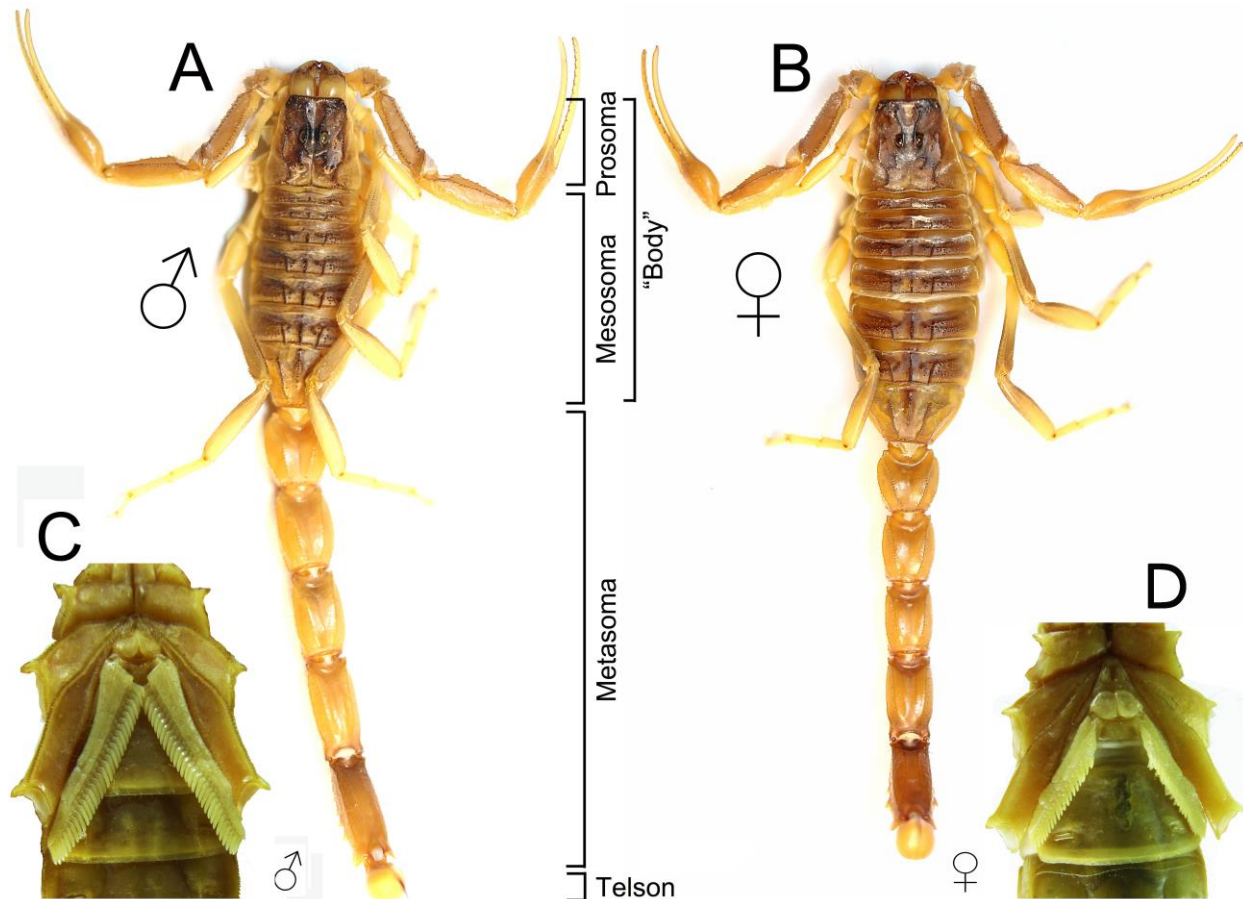 A
B
Prosoma
Mesosoma
"Body"
♂
♀
C
Metasoma
D
♂
♀
Telson